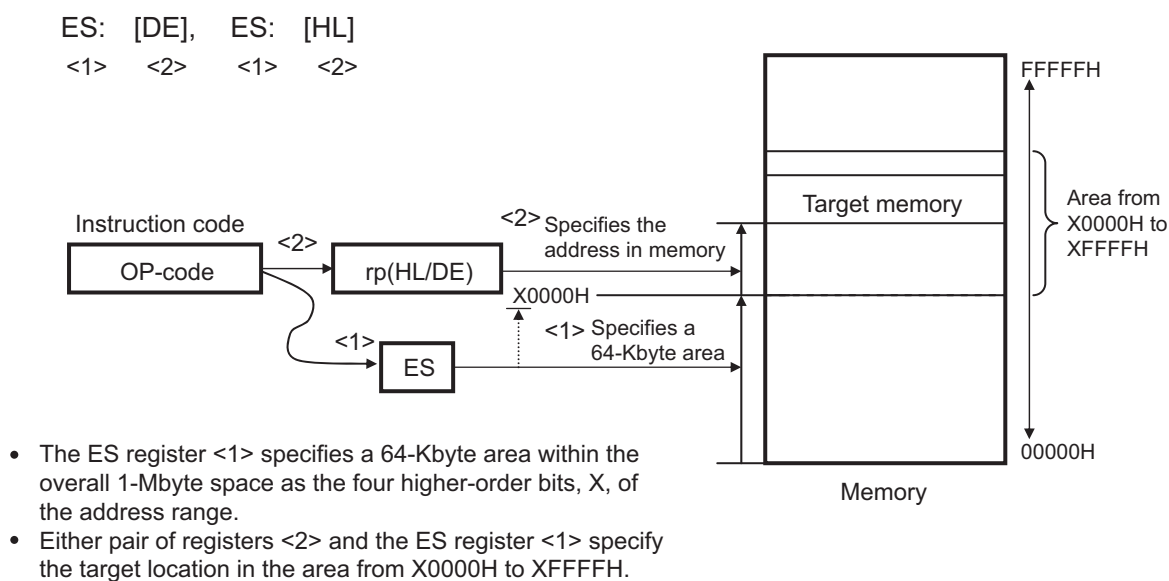 ES: [DE], ES: [HL]
<1> <2> <1> <2>
FFFFFH
Target memory
Area from
X0000H to
XFFFFH
Instruction code
OP-code
<2>
rp(HL/DE)
<2> Specifies the
address in memory
X0000H
<1>
ES
<1> Specifies a
64-Kbyte area
00000H
Memory
• The ES register <1> specifies a 64-Kbyte area within the
overall 1-Mbyte space as the four higher-order bits, X, of
the address range.
• Either pair of registers <2> and the ES register <1> specify
the target location in the area from X0000H to XFFFFH.